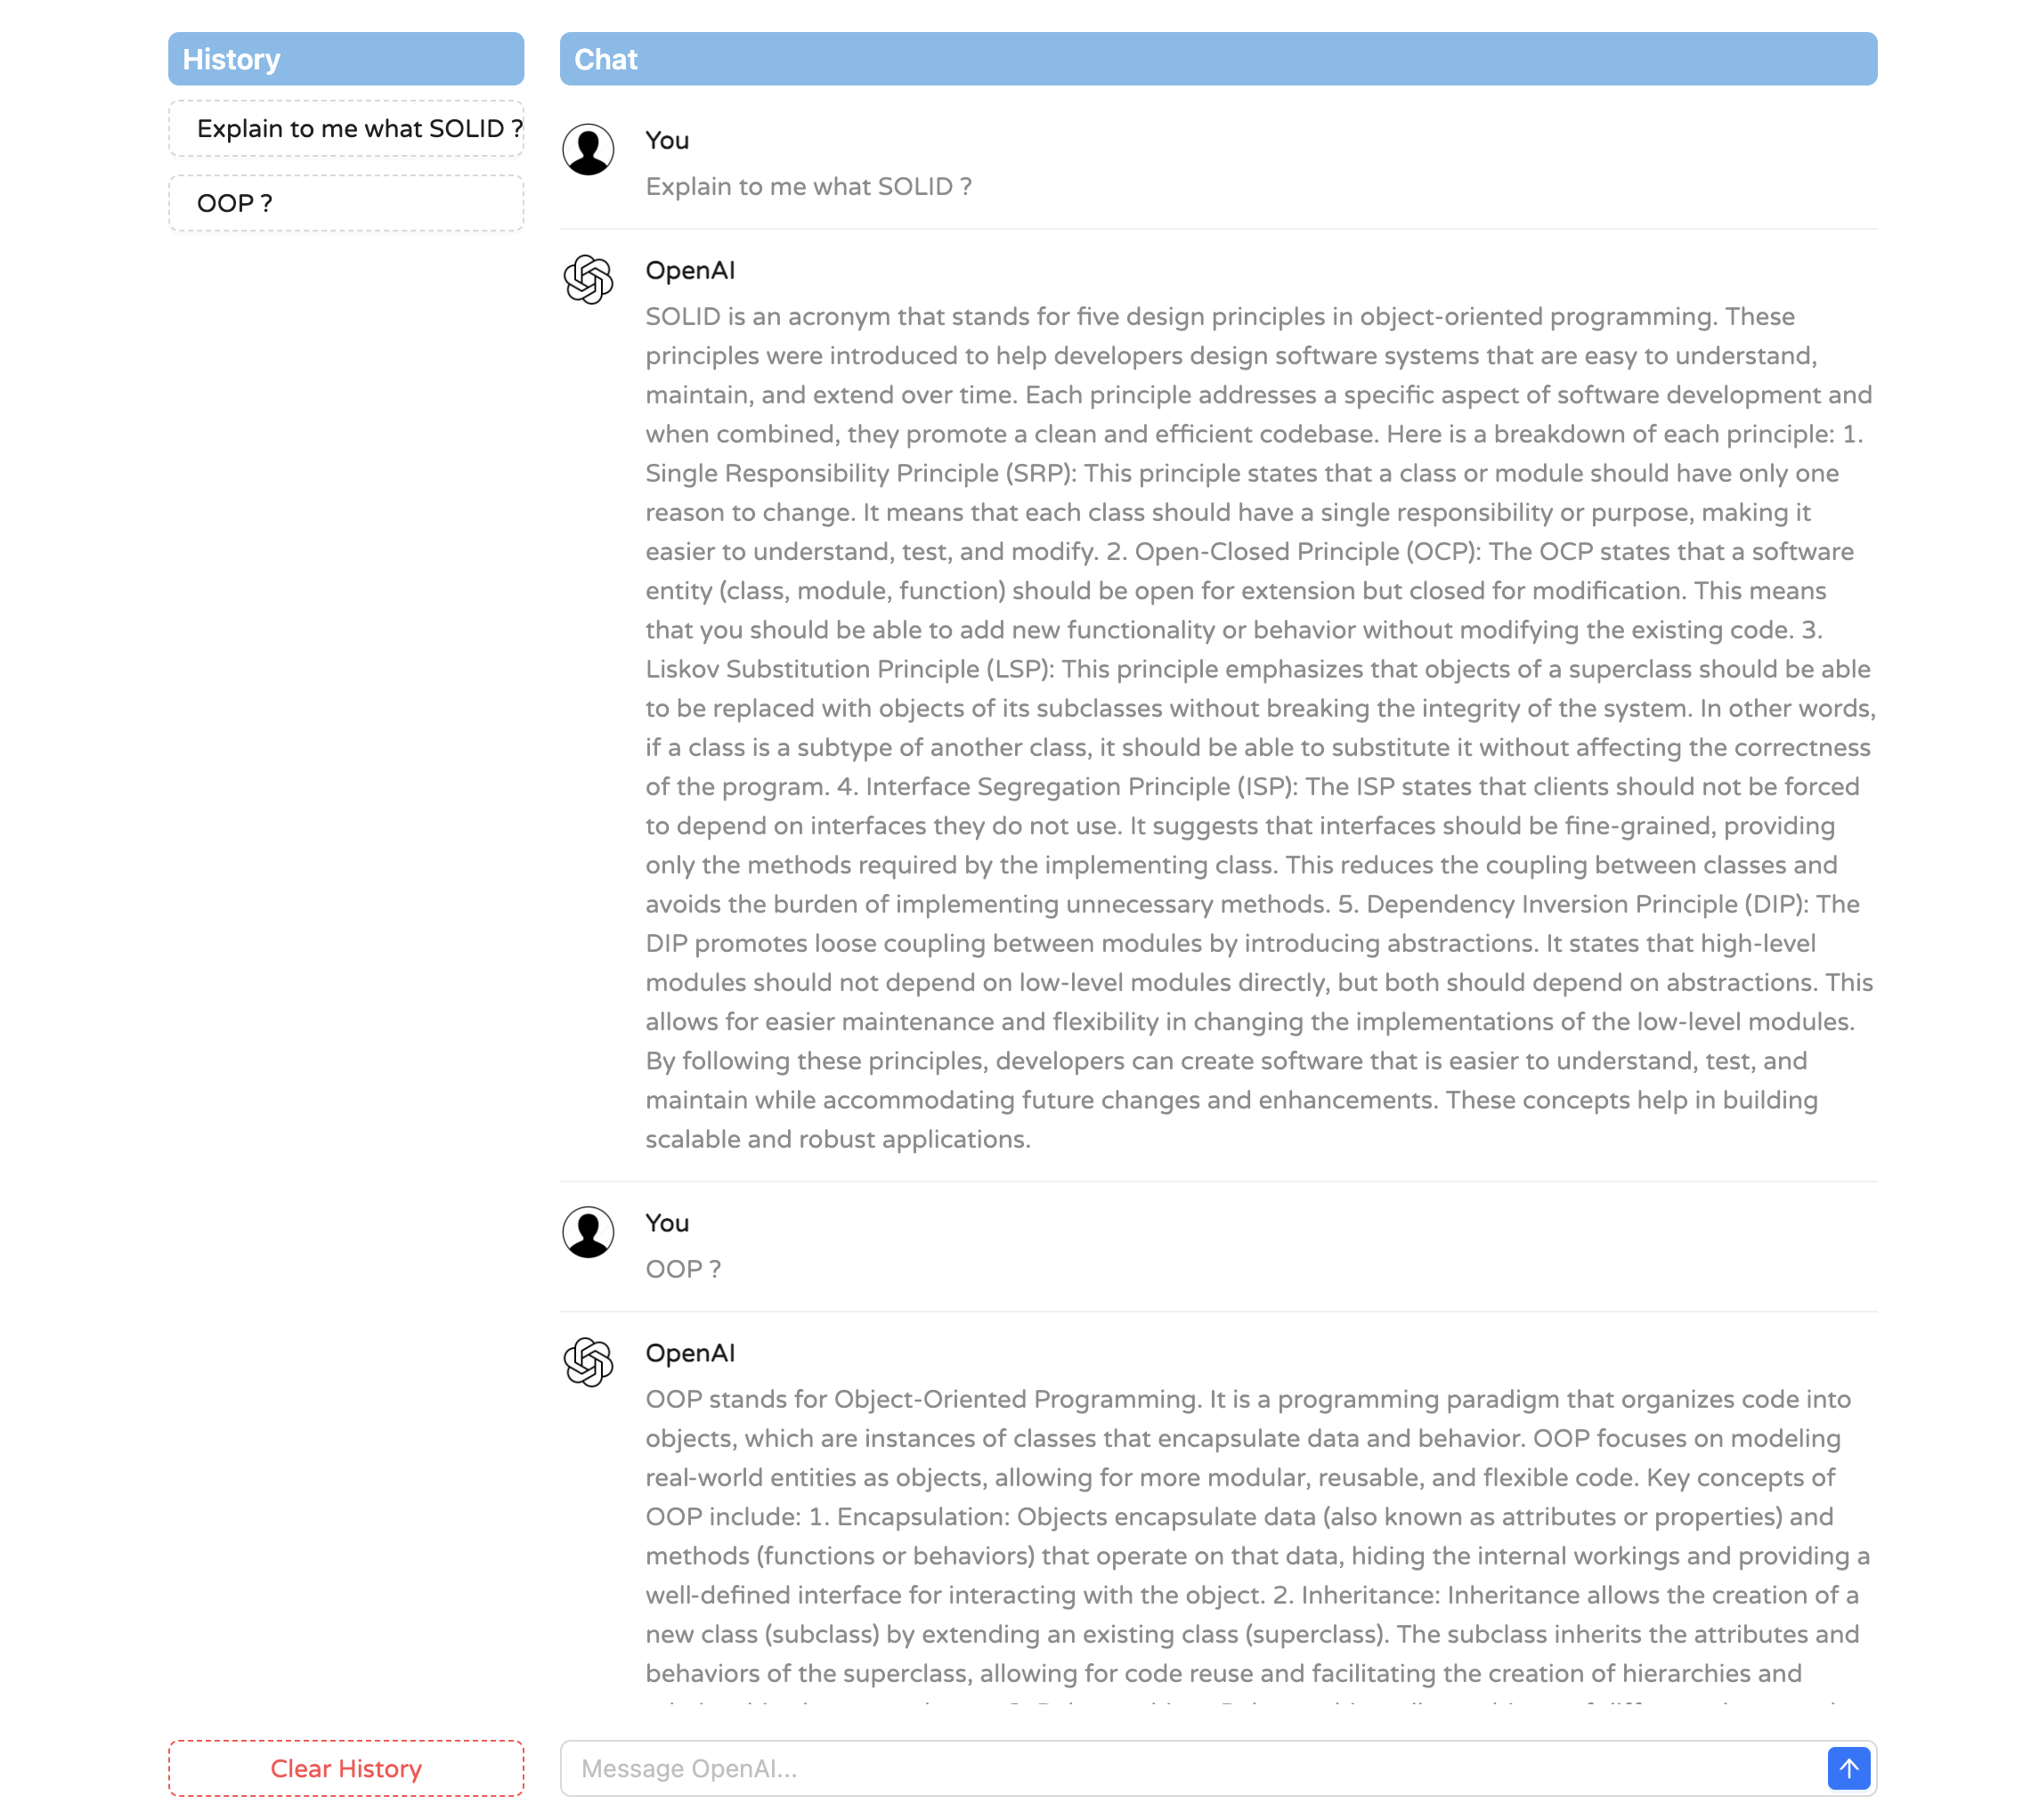 History
Explain to me what SOLID ?
OOP ?
Clear History
Chat
You
Explain to me what SOLID ?
OpenAI
SOLID is an acronym that stands for five design principles in object-oriented programming. These
principles were introduced to help developers design software systems that are easy to understand,
maintain, and extend over time. Each principle addresses a specific aspect of software development and
when combined, they promote a clean and efficient codebase. Here is a breakdown of each principle: 1.
Single Responsibility Principle (SRP): This principle states that a class or module should have only one
reason to change. It means that each class should have a single responsibility or purpose, making it
easier to understand, test, and modify. 2. Open-Closed Principle (OCP): The OCP states that a software
entity (class, module, function) should be open for extension but closed for modification. This means
that you should be able to add new functionality or behavior without modifying the existing code. 3.
Liskov Substitution Principle (LSP): This principle emphasizes that objects of a superclass should be able
to be replaced with objects of its subclasses without breaking the integrity of the system. In other words,
if a class is a subtype of another class, it should be able to substitute it without affecting the correctness
of the program. 4. Interface Segregation Principle (ISP): The ISP states that clients should not be forced
to depend on interfaces they do not use. It suggests that interfaces should be fine-grained, providing
only the methods required by the implementing class. This reduces the coupling between classes and
avoids the burden of implementing unnecessary methods. 5. Dependency Inversion Principle (DIP): The
DIP promotes loose coupling between modules by introducing abstractions. It states that high-level
modules should not depend on low-level modules directly, but both should depend on abstractions. This
allows for easier maintenance and flexibility in changing the implementations of the low-level modules.
By following these principles, developers can create software that is easier to understand, test, and
maintain while accommodating future changes and enhancements. These concepts help in building
scalable and robust applications.
You
OOP ?
OpenAI
OOP stands for Object-Oriented Programming. It is a programming paradigm that organizes code into
objects, which are instances of classes that encapsulate data and behavior. OOP focuses on modeling
real-world entities as objects, allowing for more modular, reusable, and flexible code. Key concepts of
OOP include: 1. Encapsulation: Objects encapsulate data (also known as attributes or properties) and
methods (functions or behaviors) that operate on that data, hiding the internal workings and providing a
well-defined interface for interacting with the object. 2. Inheritance: Inheritance allows the creation of a
new class (subclass) by extending an existing class (superclass). The subclass inherits the attributes and
behaviors of the superclass, allowing for code reuse and facilitating the creation of hierarchies and
Message OpenAI...